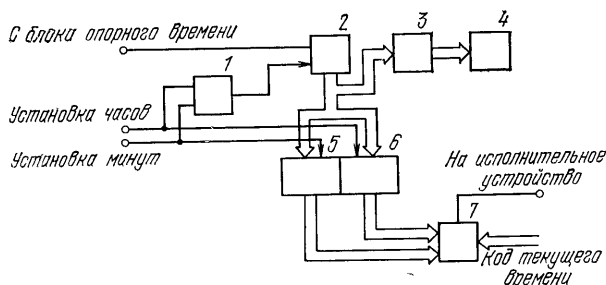 С блока опорного времени
2
3
4
1
Установка часов
Установка минут
5
6
На исполнительное
устройство
7
Код текущего
времени